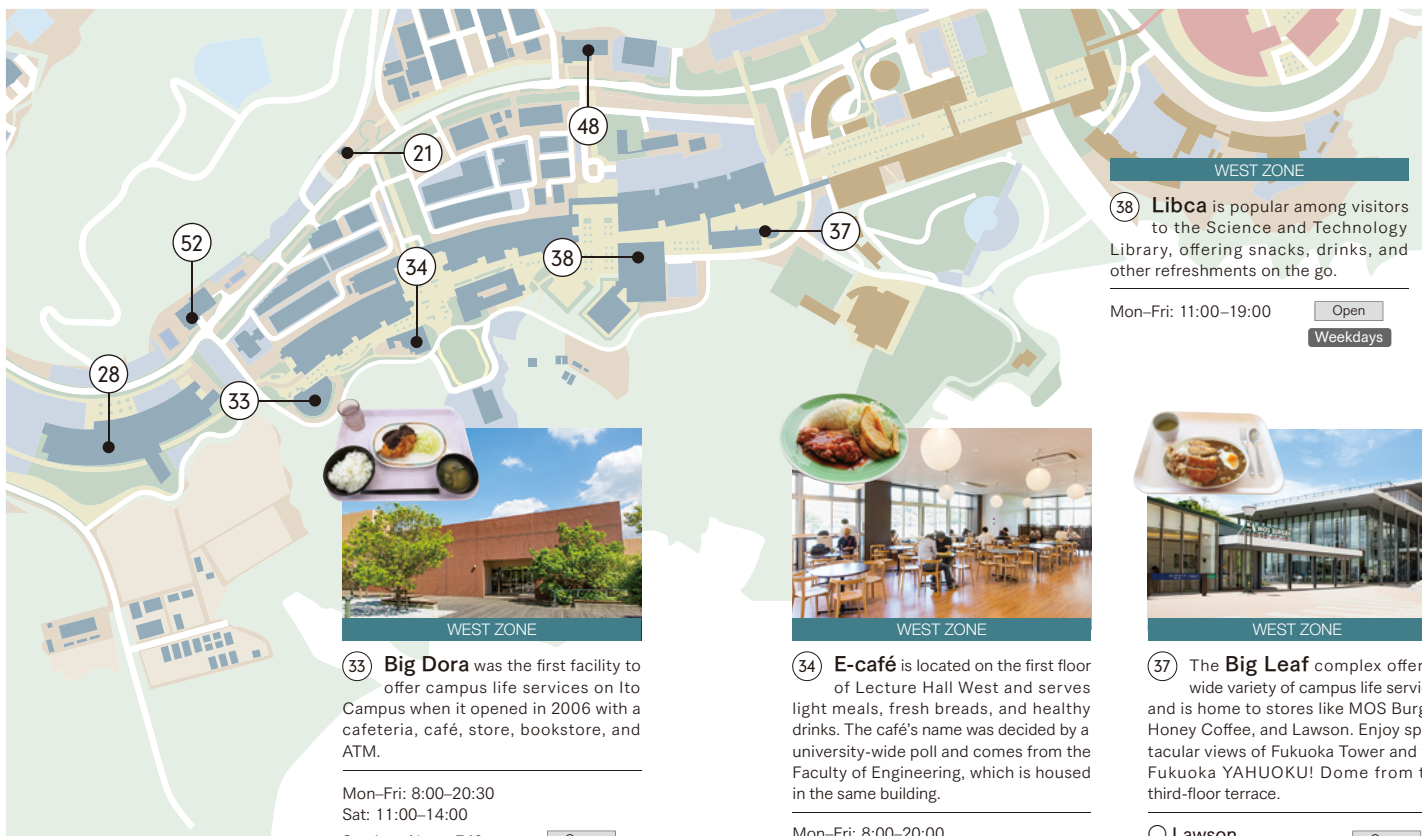 48
21
52
34
38
37
28
33
WEST ZONE
38 Libca is popular among visitors
to the Science and Technology
Library, offering snacks, drinks, and
other refreshments on the go.
Mon–Fri: 11:00–19:00
Open
Weekdays
WEST ZONE
33 Big Dora was the first facility to
offer campus life services on Ito
Campus when it opened in 2006 with a
cafeteria, café, store, bookstore, and
ATM.
Mon–Fri: 8:00–20:30
Sat: 11:00–14:00
WEST ZONE
34 E-café is located on the first floor
of Lecture Hall West and serves
light meals, fresh breads, and healthy
drinks. The café's name was decided by a
university-wide poll and comes from the
Faculty of Engineering, which is housed
in the same building.
Mon–Fri: 8:00–20:00
MOS BURGER
WEST ZONE
37 The Big Leaf complex offer
wide variety of campus life servi
and is home to stores like MOS Burg
Honey Coffee, and Lawson. Enjoy sp
tacular views of Fukuoka Tower and
Fukuoka YAHUOKU! Dome from t
third-floor terrace.
Lawson